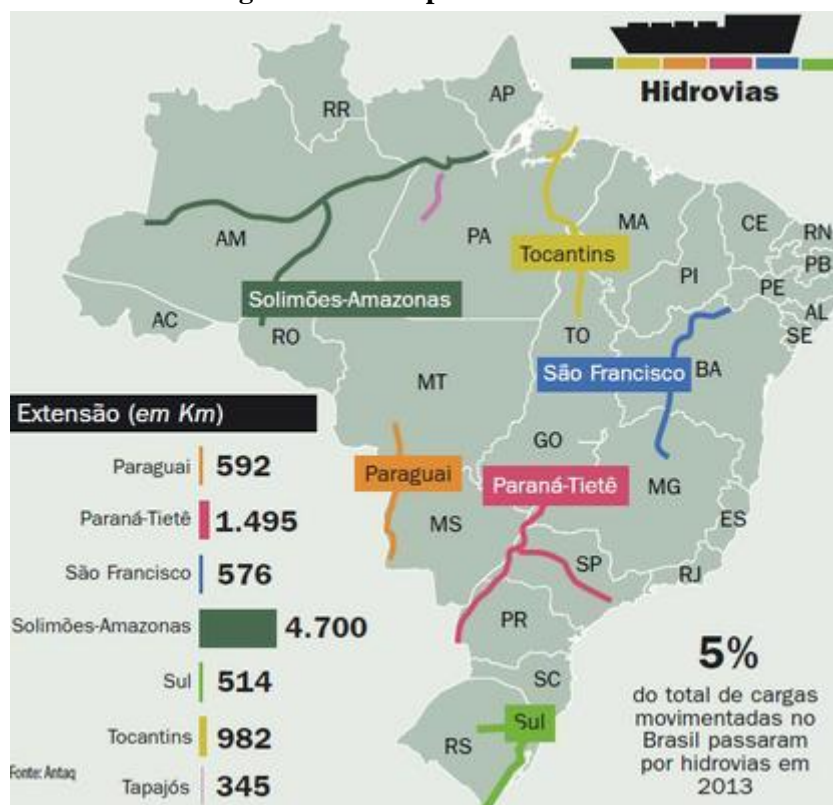 Hidrovias
RR
AP
AM
PA
MA
CE
RN
PB
PE
AL
SE
PI
Tocantins
Solimões-Amazonas
AC
RO
TO
São Francisco
BA
MT
Extensão (em Km)
GO
Paraguai
Paraná-Tietê
MG
ES
MS
SP
RJ
PR
SC
Sul
RS
Paraguai 592
Paraná-Tietê 1.495
São Francisco 576
Solimões-Amazonas 4.700
Sul 514
Tocantins 982
Tapajós 345
Fonte: Antaq
5%
do total de cargas
movimentadas no
Brasil passaram
por hidrovias em
2013